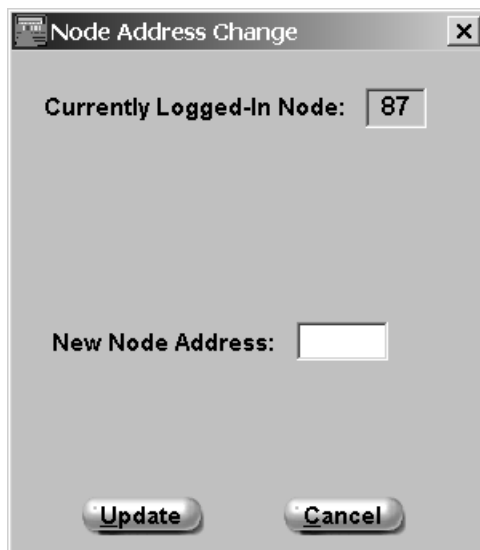 Node Address Change
Currently Logged-In Node: 87
New Node Address:
Update Cancel